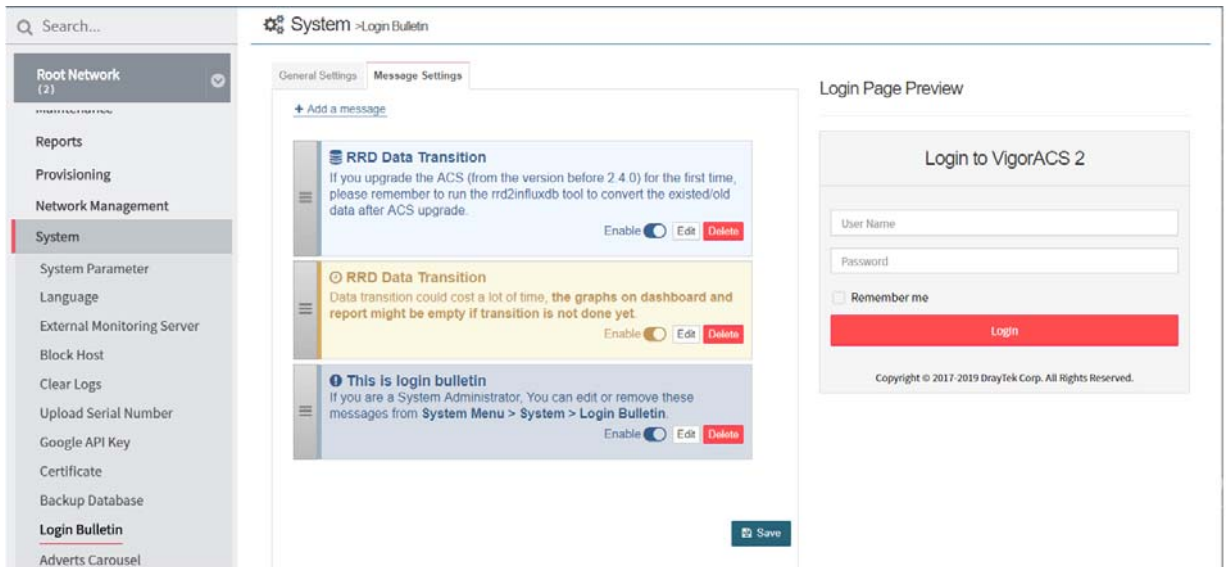 Search...
Root Network
(2)
Maintenance
Reports
Provisioning
Network Management
System
System Parameter
Language
External Monitoring Server
Block Host
Clear Logs
Upload Serial Number
Google API Key
Certificate
Backup Database
Login Bulletin
Adverts Carousel
System >Login Bulletin
General Settings Message Settings
+ Add a message
RRD Data Transition
If you upgrade the ACS (from the version before 2.4.0) for the first time,
please remember to run the rrd2influxdb tool to convert the existed/old
data after ACS upgrade.
Enable Edit Delete
RRD Data Transition
Data transition could cost a lot of time, the graphs on dashboard and
report might be empty if transition is not done yet.
Enable Edit Delete
This is login bulletin
If you are a System Administrator, You can edit or remove these
messages from System Menu > System > Login Bulletin.
Enable Edit Delete
Save
Login Page Preview
Login to VigorACS 2
User Name
Password
Remember me
Login
Copyright © 2017-2019 DrayTek Corp. All Rights Reserved.